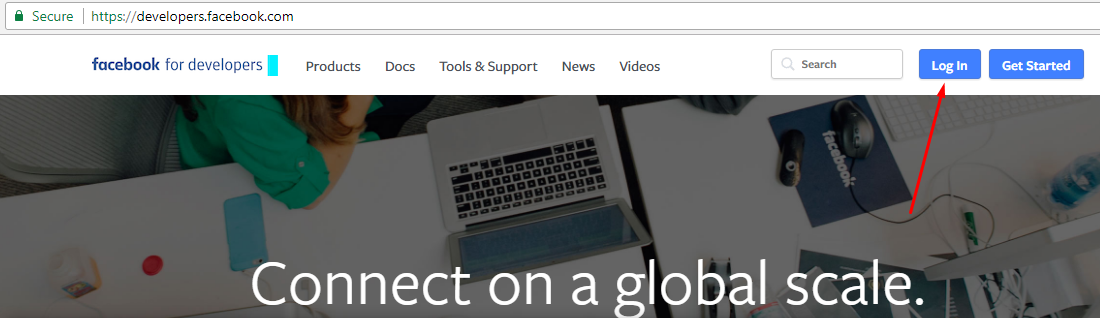 Secure https://developers.facebook.com
facebook for developers Products Docs Tools & Support News Videos Search Log In Get Started
facebook
Connect on a global scale.